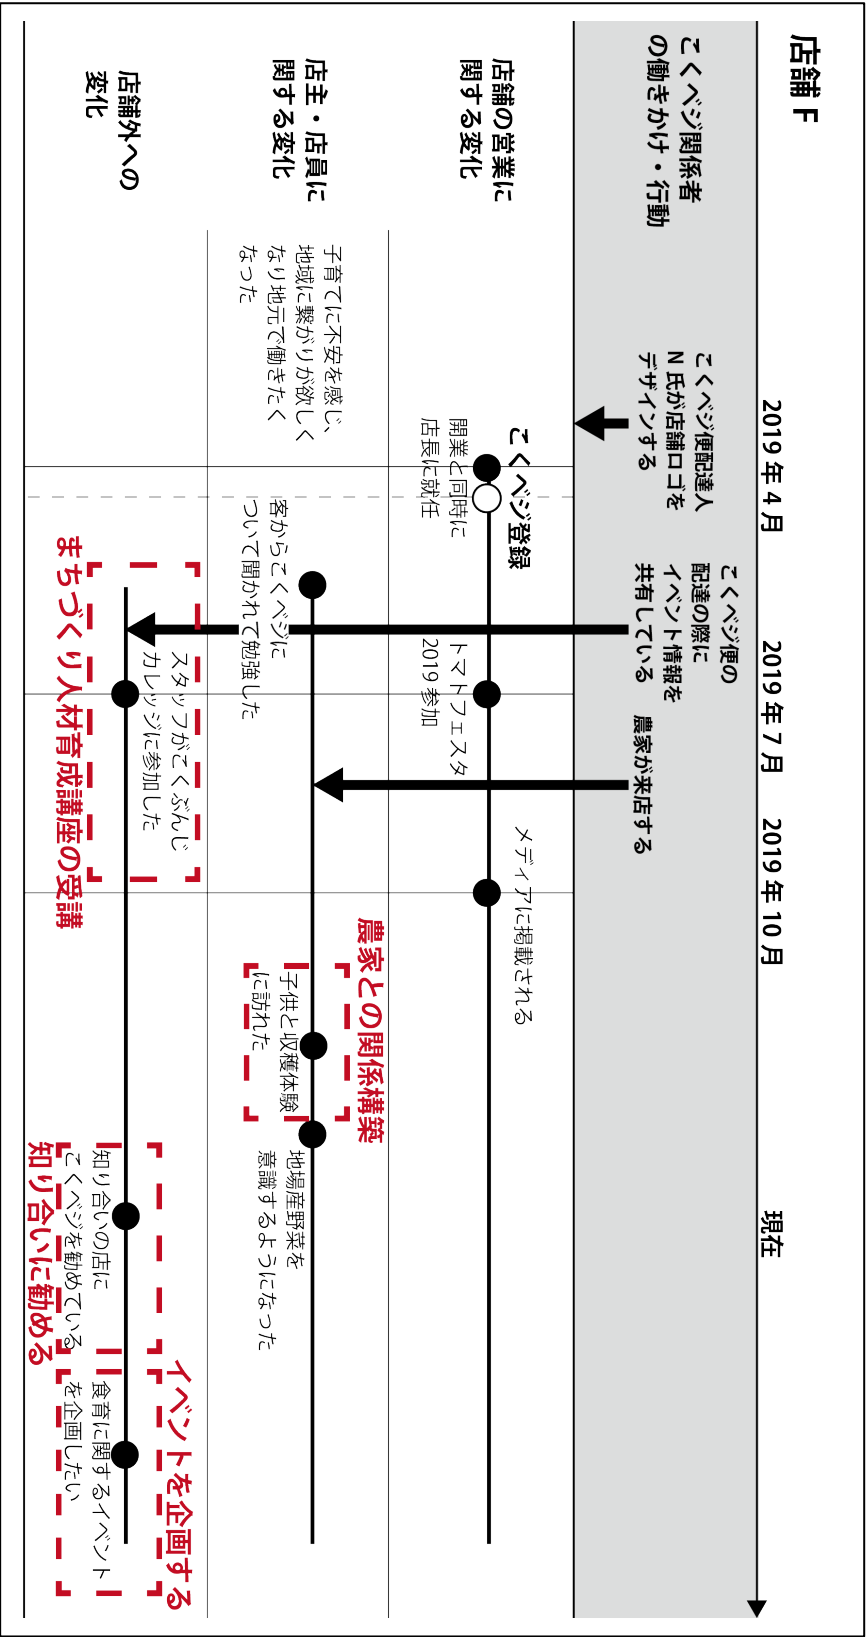 店舗 F
2019 年 4 月
2019 年 7 月
2019 年 10 月
現在
こくベジ関係者
の働きかけ・行動
こくベジ便配達人
N 氏が店舗ロゴを
デザインする
こくベジ便の
配達の際に
イベント情報を
共有している
農家が来店する
店舗の営業に
関する変化
こくベジ登録
開業と同時に
店長に就任
トマトフェスタ
2019 参加
メディアに掲載される
店主・店員に
関する変化
子育てに不安を感じ、
地域に繋がりが欲しく
なり地元で働きたく
なった
客からこくベジに
ついて聞かれて勉強した
農家との関係構築
子供と収穫体験
に訪れた
地場産野菜を
意識するようになった
店舗外への
変化
スタッフがこくぶんじ
カレッジに参加した
まちづくり人材育成講座の受講
知り合いの店に
こくベジを勧めている
知り合いに勧める
イベントを企画する
食育に関するイベント
を企画したい